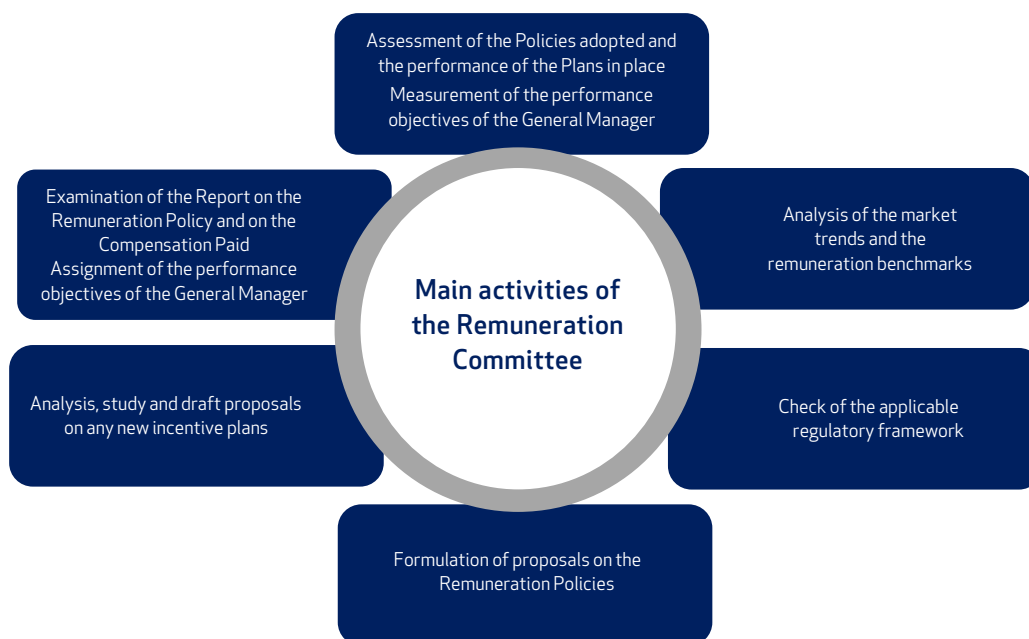 Assessment of the Policies adopted and
the performance of the Plans in place
Measurement of the performance
objectives of the General Manager
Examination of the Report on the
Remuneration Policy and on the
Compensation Paid
Assignment of the performance
objectives of the General Manager
Analysis of the market
trends and the
remuneration benchmarks
Main activities of
the Remuneration
Committee
Analysis, study and draft proposals
on any new incentive plans
Check of the applicable
regulatory framework
Formulation of proposals on the
Remuneration Policies